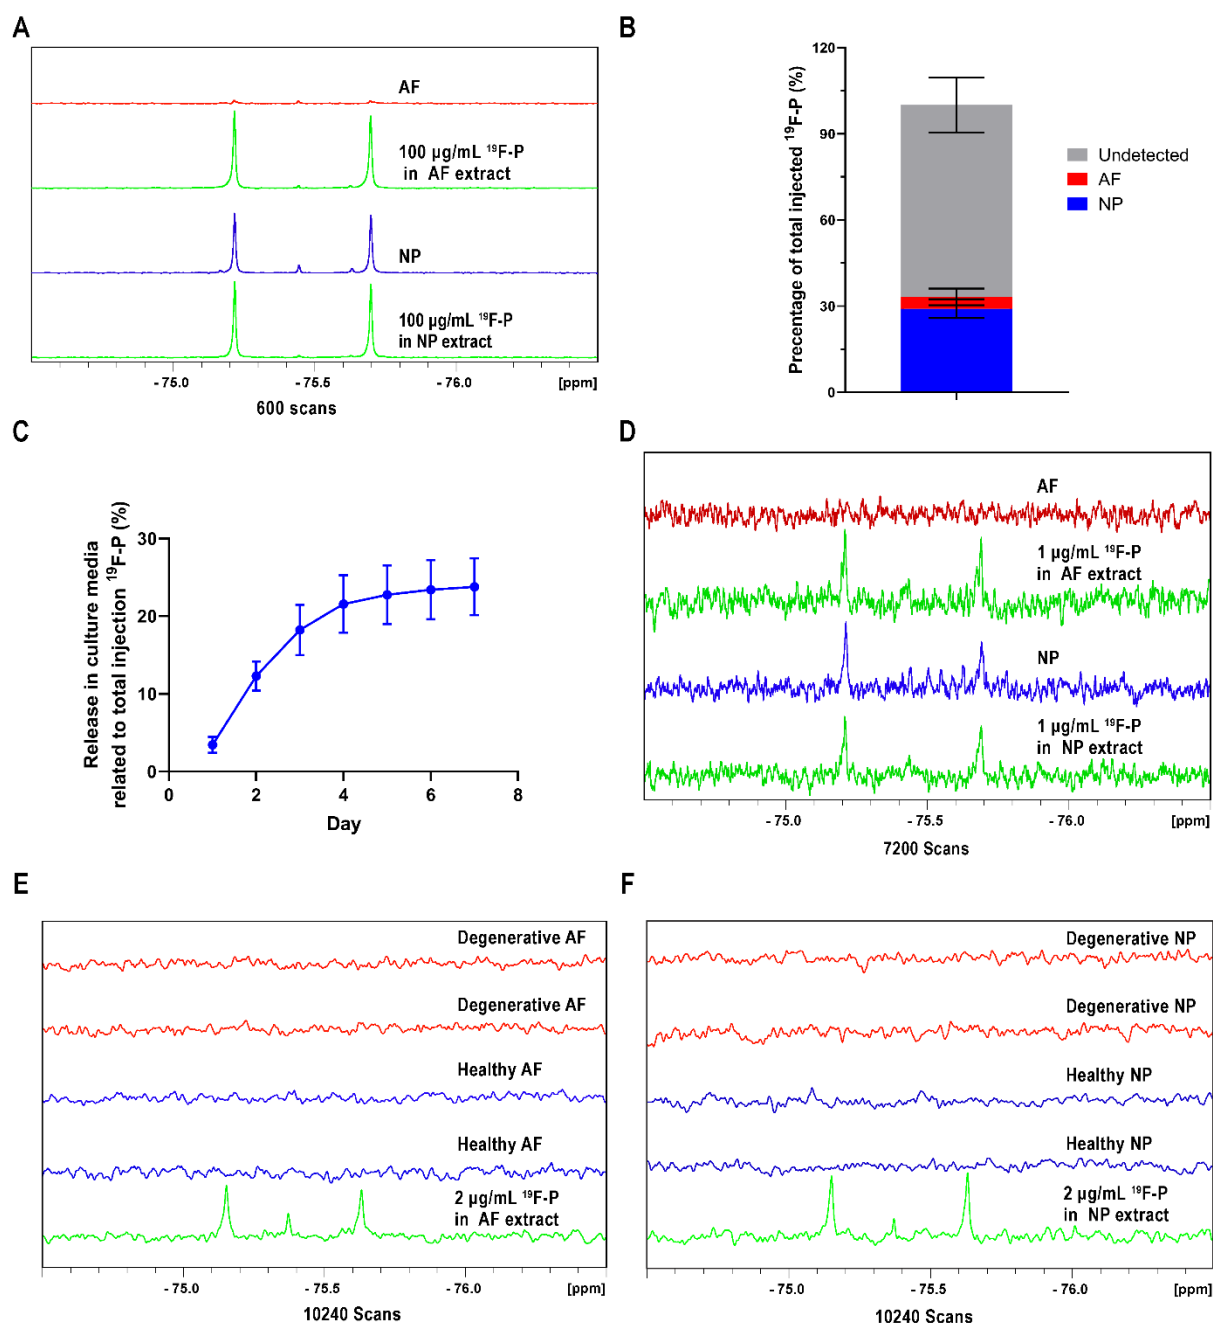 A
AF
100 µg/mL ¹⁹F-P
in AF extract
NP
100 µg/mL ¹⁹F-P
in NP extract
- 75.0 - 75.5 - 76.0 [ppm]
600 scans
B
Precentage of total injected ¹⁹F-P (%)
120
90
60
30
0
Undetected
AF
NP
C
Release in culture media
related to total injection ¹⁹F-P (%)
30
20
10
0
0 2 4 6 8
Day
D
AF
1 µg/mL ¹⁹F-P
in AF extract
NP
1 µg/mL ¹⁹F-P
in NP extract
- 75.0 - 75.5 - 76.0 [ppm]
7200 Scans
E
Degenerative AF
Degenerative AF
Healthy AF
Healthy AF
2 µg/mL ¹⁹F-P
in AF extract
- 75.0 - 75.5 - 76.0 [ppm]
10240 Scans
F
Degenerative NP
Degenerative NP
Healthy NP
Healthy NP
2 µg/mL ¹⁹F-P
in NP extract
- 75.0 - 75.5 - 76.0 [ppm]
10240 Scans